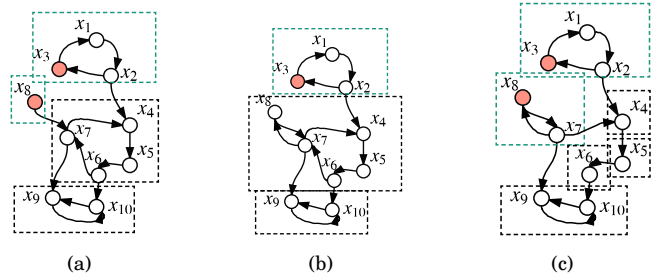 x1 x1 x1
x3 x3 x3
x2 x2 x2
x8 x8 x8
x7 x4 x7 x4 x7 x4
x6 x5 x6 x5 x6 x5
x9 x10 x9 x10 x9 x10
(a) (b) (c)